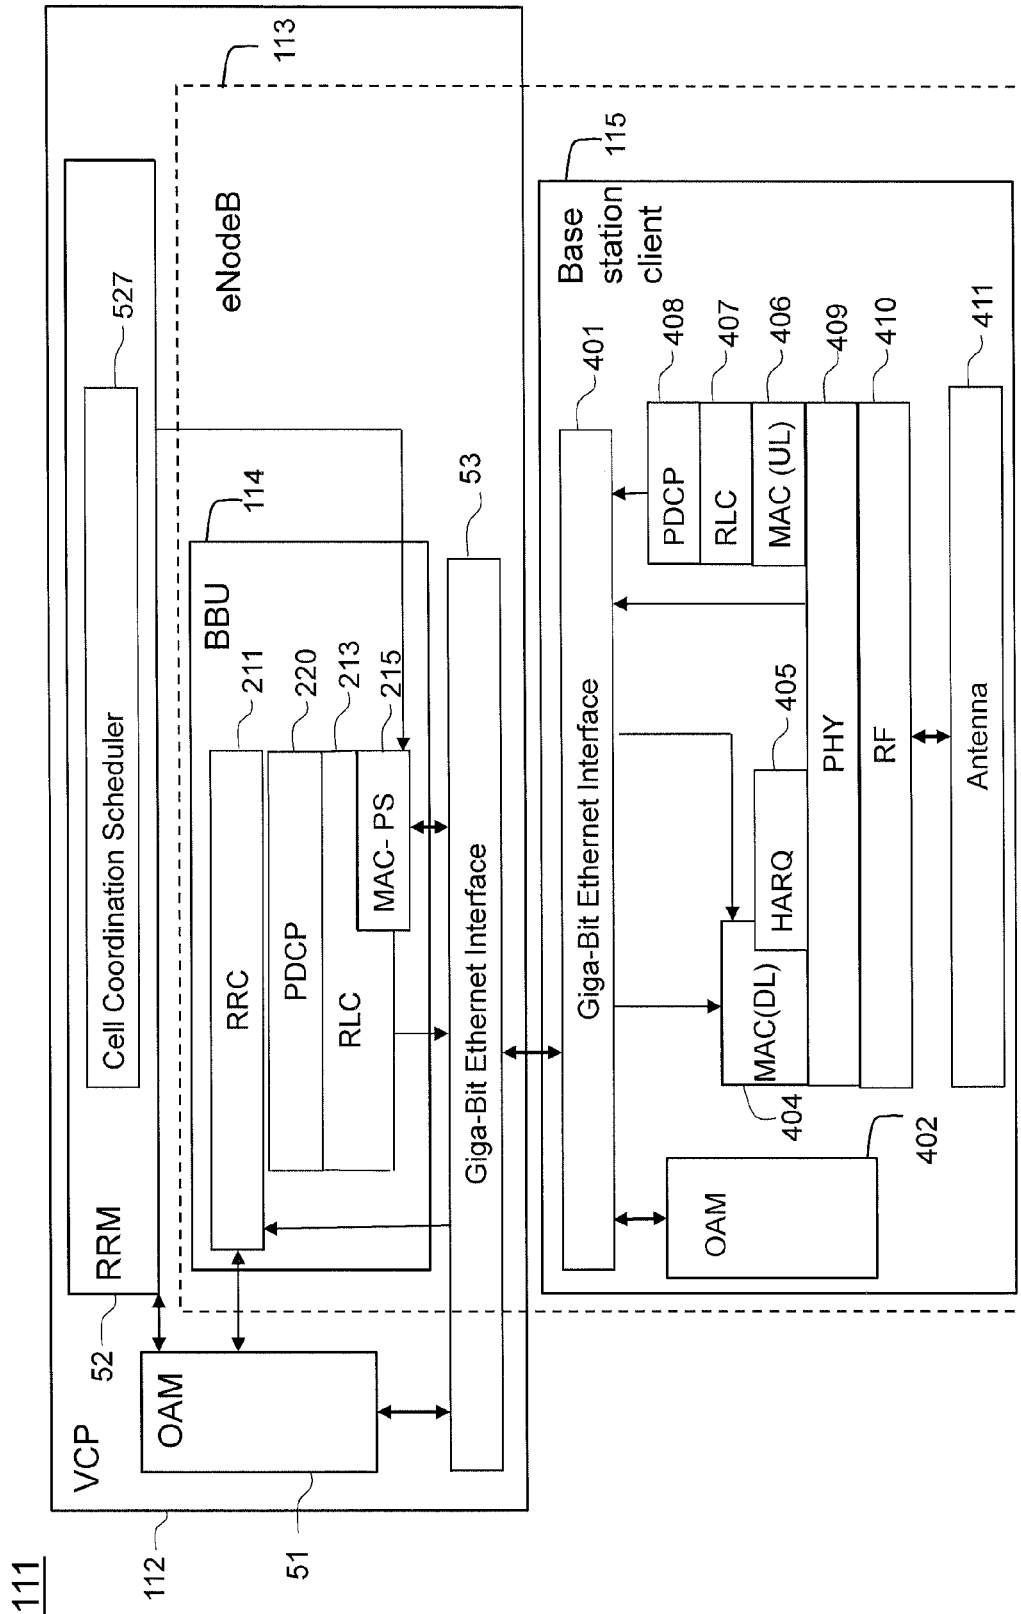 111
112
VCP
RRM
52
Cell Coordination Scheduler
527
OAM
51
113
eNodeB
114
BBU
RRC
211
PDCP
220
RLC
213
MAC- PS
215
Giga-Bit Ethernet Interface
53
115
Base
station
client
Giga-Bit Ethernet Interface
401
OAM
402
MAC(DL)
404
HARQ
405
PDCP
408
RLC
407
MAC (UL)
406
PHY
409
RF
410
Antenna
411